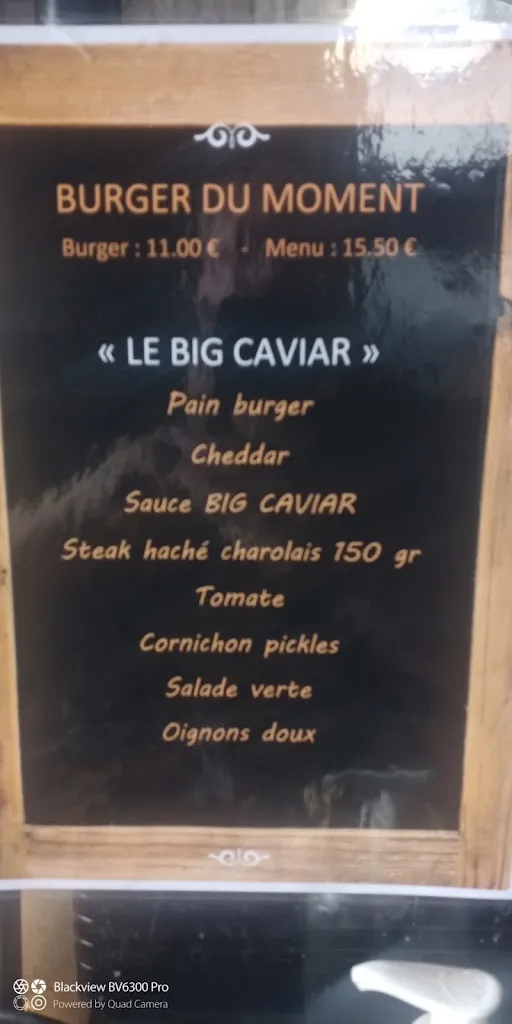 BURGER DU MOMENT
Burger : 11.00 € - Menu : 15.50 €
« LE BIG CAVIAR »
Pain burger
Cheddar
Sauce BIG CAVIAR
Steak haché charolais 150 gr
Tomate
Cornichon pickles
Salade verte
Oignons doux
Blackview BV6300 Pro
Powered by Quad Camera